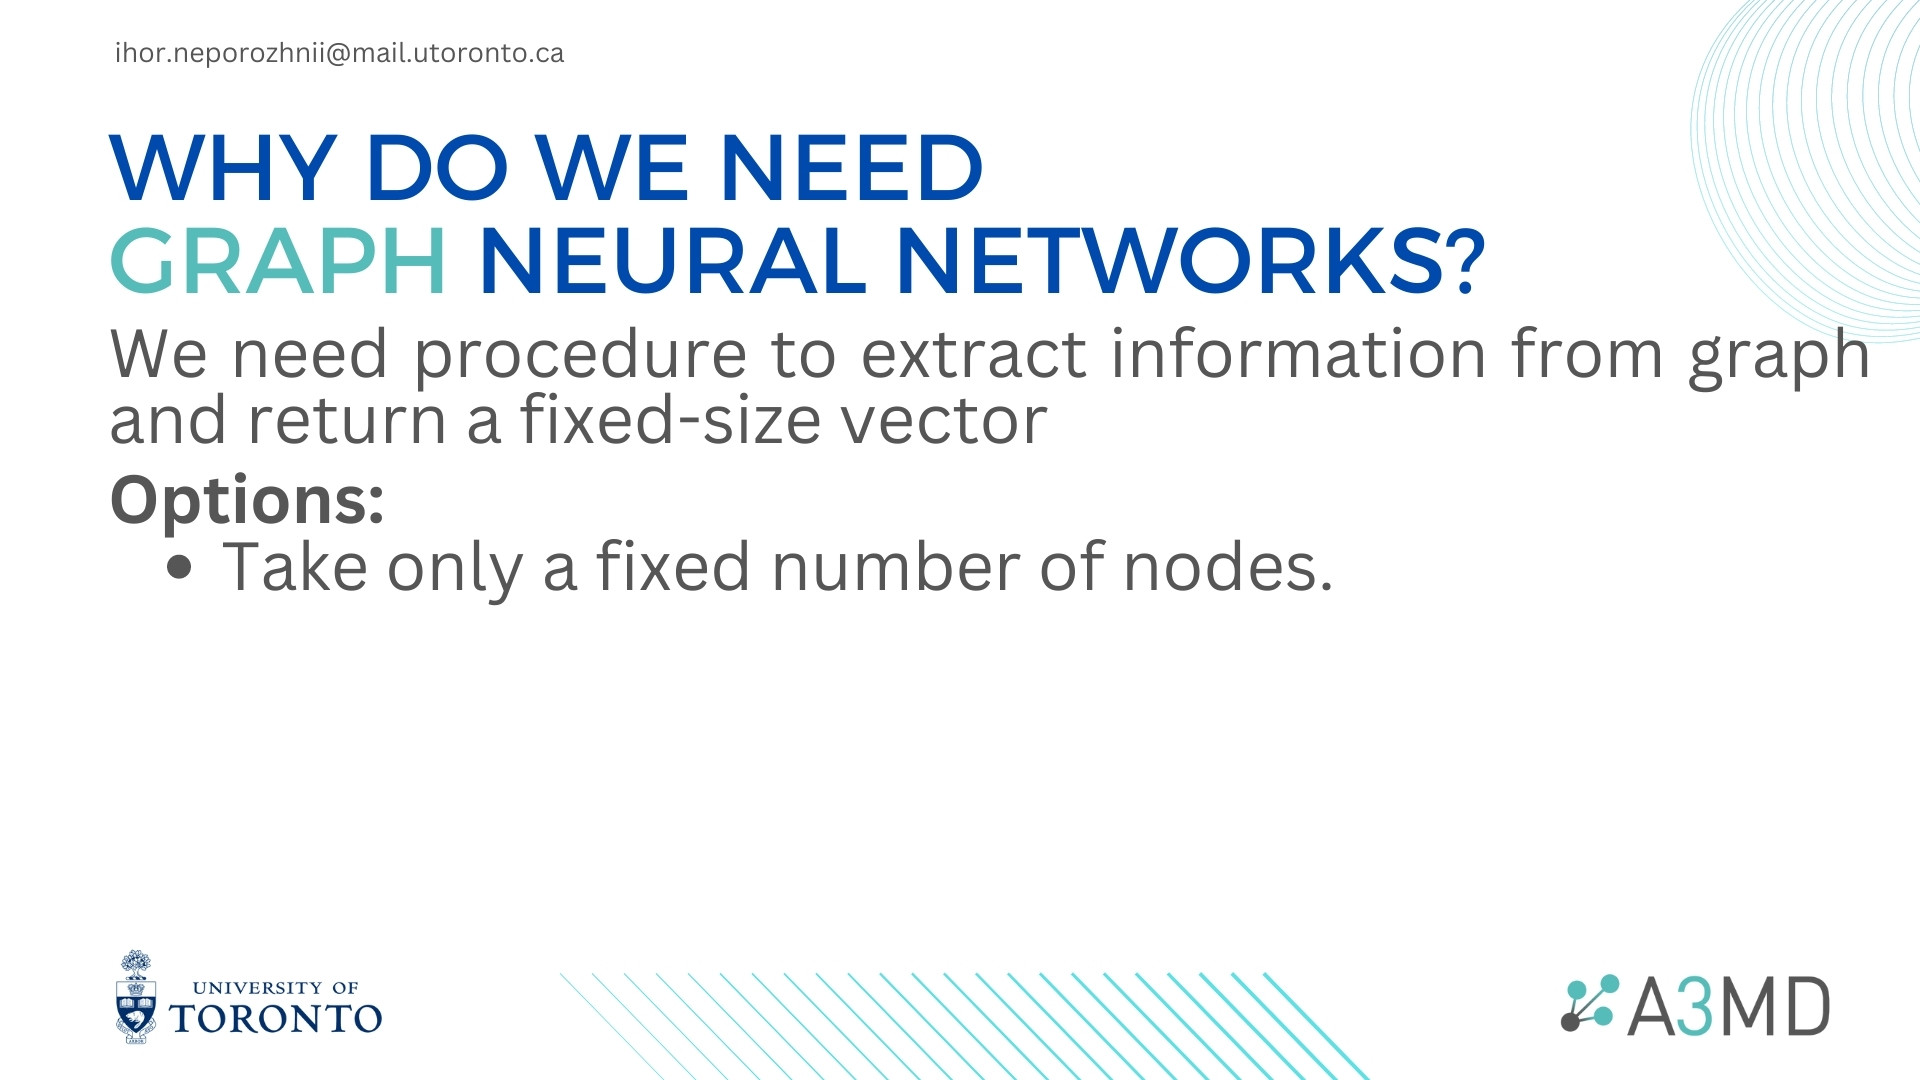 ihor.neporozhnii@mail.utoronto.ca
WHY DO WE NEED
GRAPH NEURAL NETWORKS?
We need procedure to extract information from graph
and return a fixed-size vector
Options:
• Take only a fixed number of nodes.
UNIVERSITY OF
TORONTO
A3MD